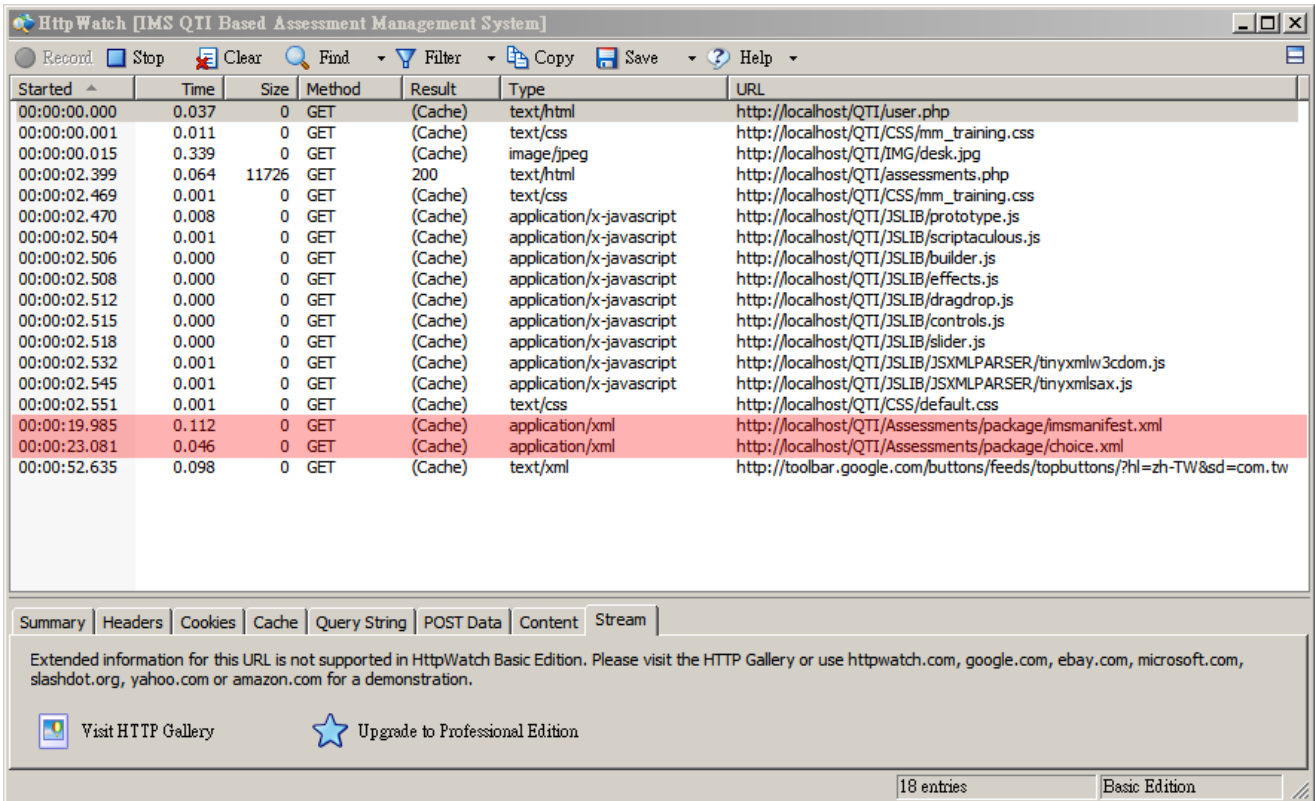 HttpWatch [IMS QTI Based Assessment Management System]
Record Stop Clear Find Filter Copy Save Help
Started Time Size Method Result Type URL
00:00:00.000 0.037 0 GET (Cache) text/html http://localhost/QTI/user.php
00:00:00.001 0.011 0 GET (Cache) text/css http://localhost/QTI/CSS/mm_training.css
00:00:00.015 0.339 0 GET (Cache) image/jpeg http://localhost/QTI/IMG/desk.jpg
00:00:02.399 0.064 11726 GET 200 text/html http://localhost/QTI/assessments.php
00:00:02.469 0.001 0 GET (Cache) text/css http://localhost/QTI/CSS/mm_training.css
00:00:02.470 0.008 0 GET (Cache) application/x-javascript http://localhost/QTI/JSLIB/prototype.js
00:00:02.504 0.001 0 GET (Cache) application/x-javascript http://localhost/QTI/JSLIB/scriptaculous.js
00:00:02.506 0.000 0 GET (Cache) application/x-javascript http://localhost/QTI/JSLIB/builder.js
00:00:02.508 0.000 0 GET (Cache) application/x-javascript http://localhost/QTI/JSLIB/effects.js
00:00:02.512 0.000 0 GET (Cache) application/x-javascript http://localhost/QTI/JSLIB/dragdrop.js
00:00:02.515 0.000 0 GET (Cache) application/x-javascript http://localhost/QTI/JSLIB/controls.js
00:00:02.518 0.000 0 GET (Cache) application/x-javascript http://localhost/QTI/JSLIB/slider.js
00:00:02.532 0.001 0 GET (Cache) application/x-javascript http://localhost/QTI/JSLIB/JSXMLPARSER/tinyxmlw3cdom.js
00:00:02.545 0.001 0 GET (Cache) application/x-javascript http://localhost/QTI/JSLIB/JSXMLPARSER/tinyxmlsax.js
00:00:02.551 0.001 0 GET (Cache) text/css http://localhost/QTI/CSS/default.css
00:00:19.985 0.112 0 GET (Cache) application/xml http://localhost/QTI/Assessments/package/imsmanifest.xml
00:00:23.081 0.046 0 GET (Cache) application/xml http://localhost/QTI/Assessments/package/choice.xml
00:00:52.635 0.098 0 GET (Cache) text/xml http://toolbar.google.com/buttons/feeds/topbuttons/?hl=zh-TW&sd=com.tw
Summary Headers Cookies Cache Query String POST Data Content Stream
Extended information for this URL is not supported in HttpWatch Basic Edition. Please visit the HTTP Gallery or use httpwatch.com, google.com, ebay.com, microsoft.com,
slashdot.org, yahoo.com or amazon.com for a demonstration.
Visit HTTP Gallery Upgrade to Professional Edition
18 entries Basic Edition